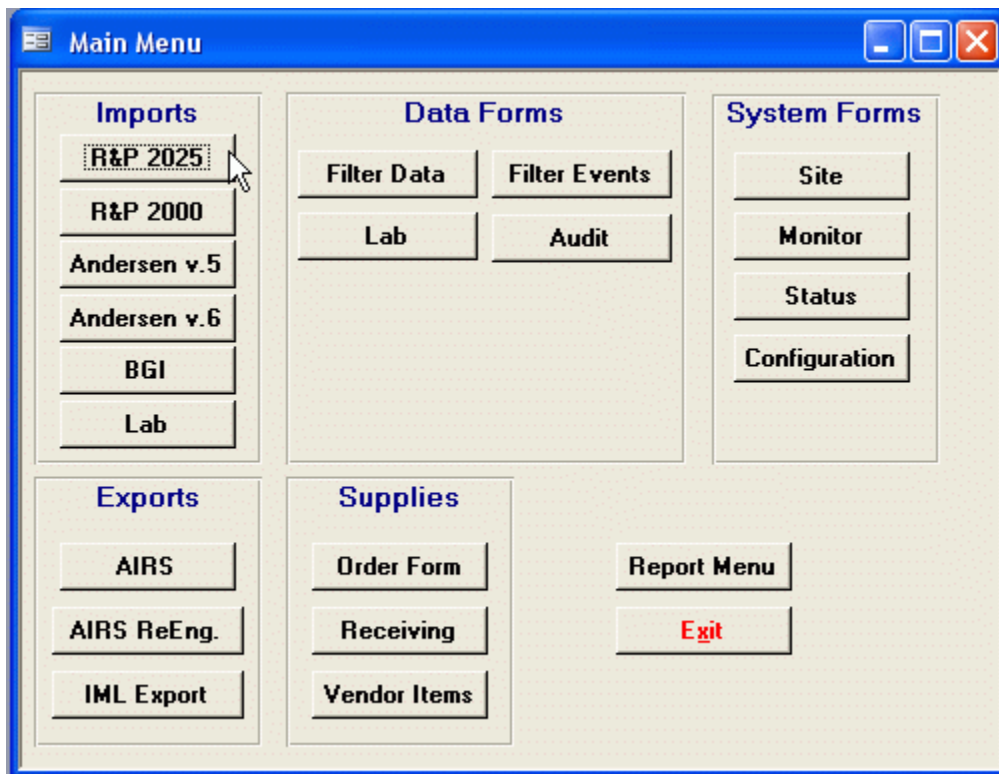 Main Menu
Imports
R&P 2025
R&P 2000
Andersen v.5
Andersen v.6
BGI
Lab
Data Forms
Filter Data
Filter Events
Lab
Audit
System Forms
Site
Monitor
Status
Configuration
Exports
AIRS
AIRS ReEng.
IML Export
Supplies
Order Form
Receiving
Vendor Items
Report Menu
Exit